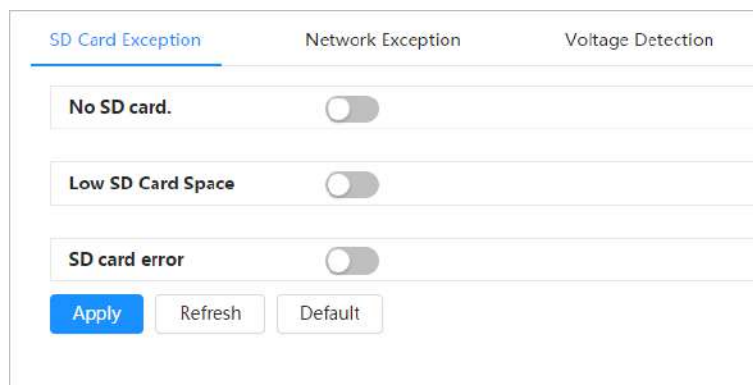 SD Card Exception Network Exception Voltage Detection
No SD card.
Low SD Card Space
SD card error
Apply Refresh Default